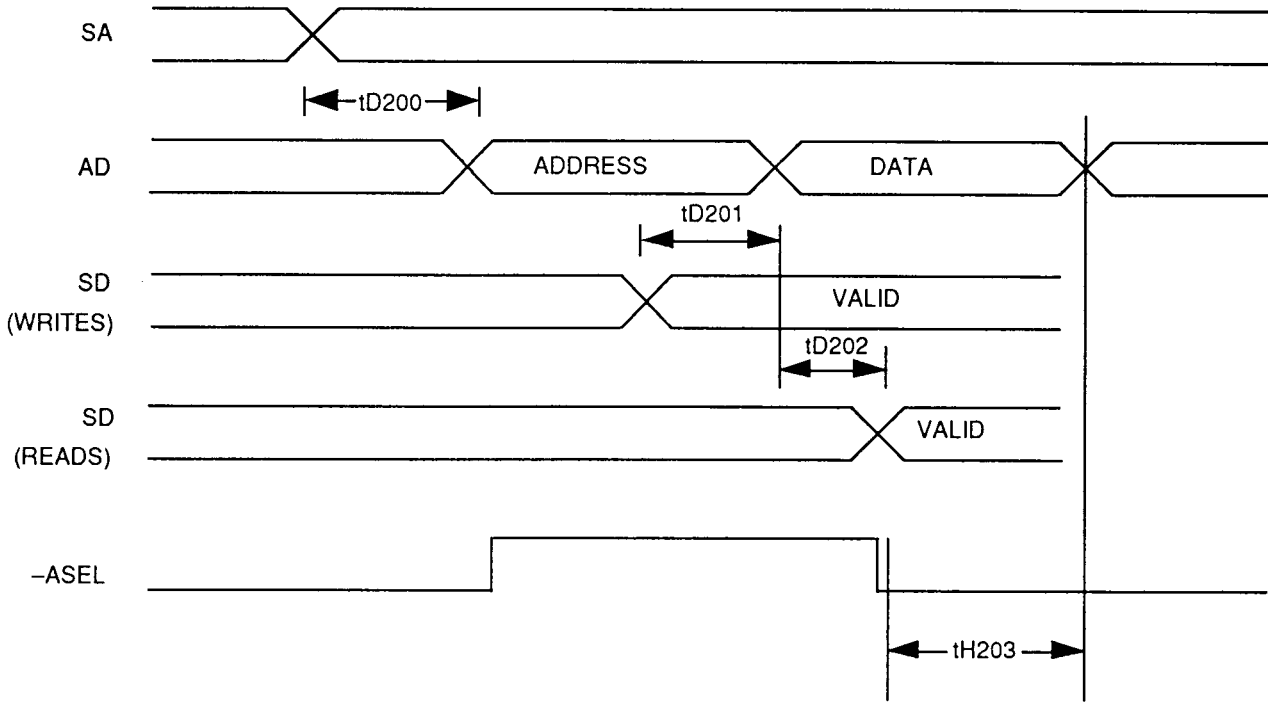 SA
tD200
AD
ADDRESS
DATA
tD201
SD
(WRITES)
VALID
tD202
SD
(READS)
VALID
–ASEL
tH203